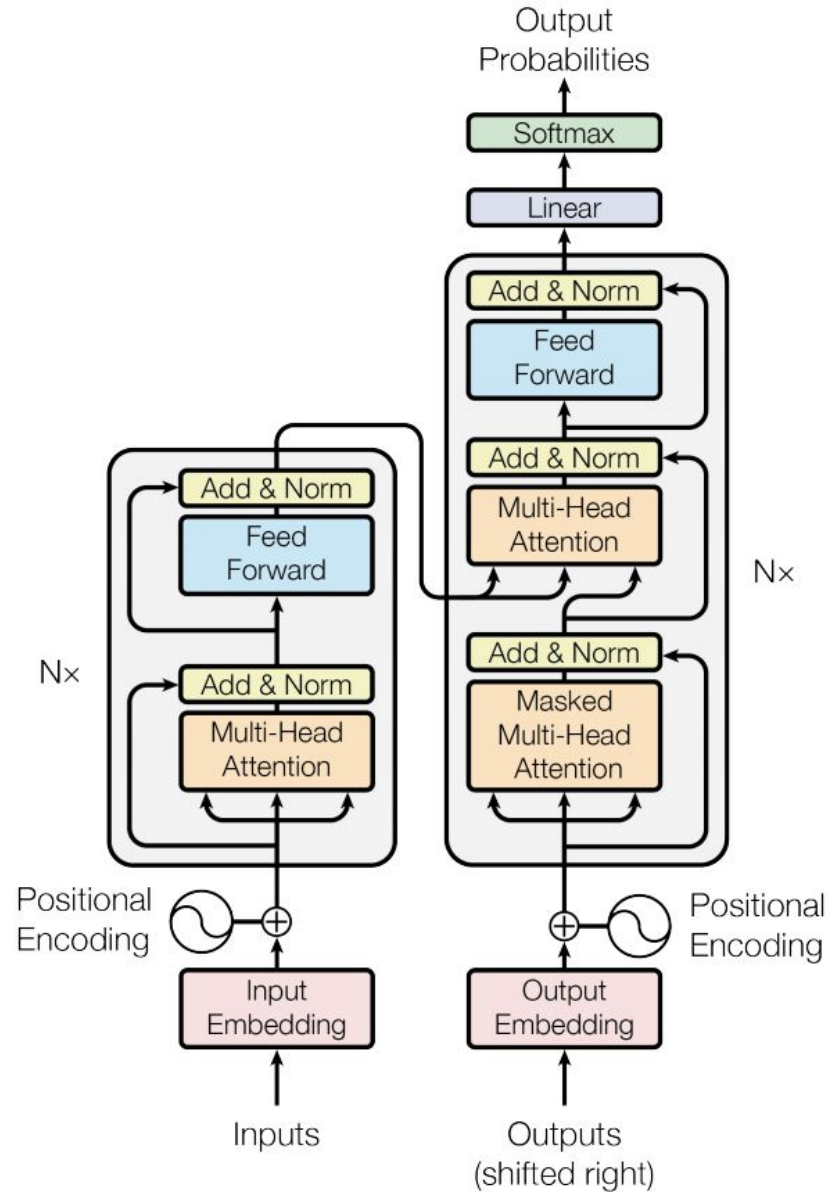 Output
Probabilities
Softmax
Linear
Add & Norm
Feed
Forward
Add & Norm
Multi-Head
Attention
Add & Norm
Feed
Forward
N×
Add & Norm
Masked
Multi-Head
Attention
N×
Add & Norm
Multi-Head
Attention
Positional
Encoding
Positional
Encoding
Input
Embedding
Output
Embedding
Inputs
Outputs
(shifted right)